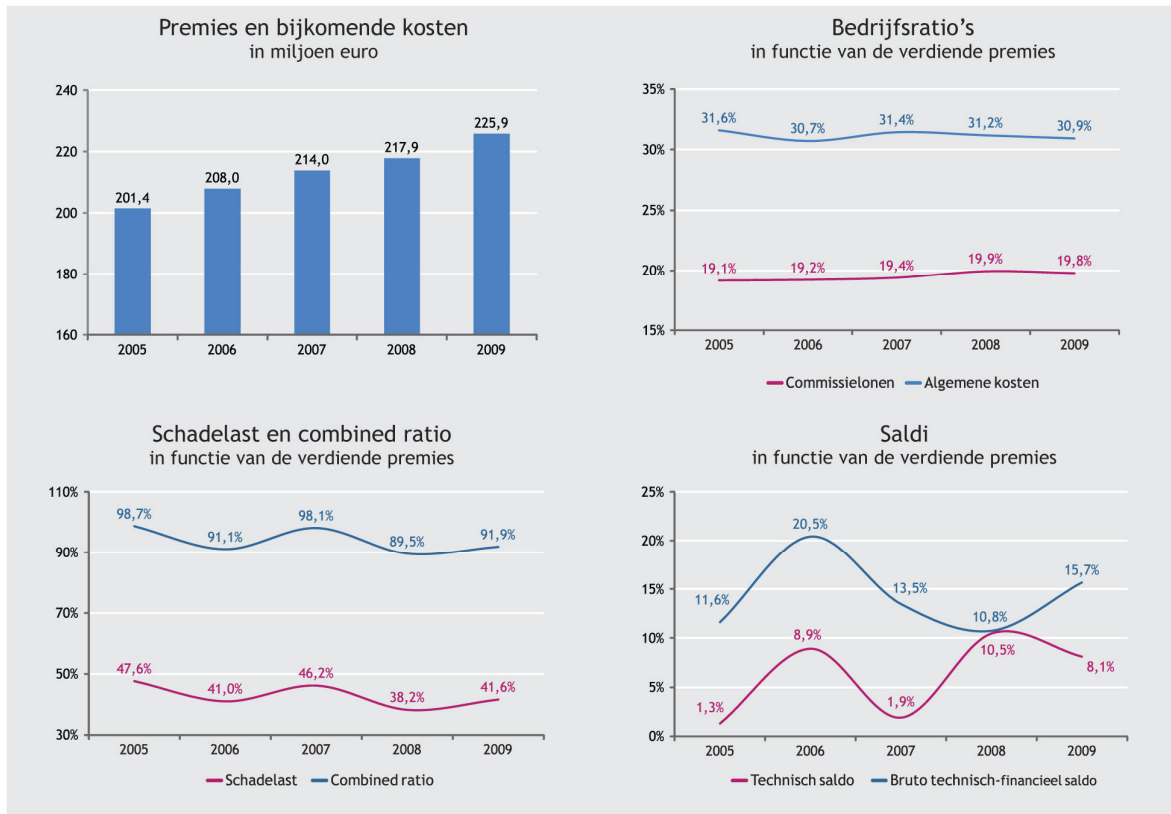 Premies en bijkomende kosten
in miljoen euro
240
220
200
180
160
201,4
208,0
214,0
217,9
225,9
2005 2006 2007 2008 2009
Bedrijfsratio's
in functie van de verdiende premies
35%
30%
25%
20%
15%
31,6% 30,7% 31,4% 31,2% 30,9%
19,1% 19,2% 19,4% 19,9% 19,8%
2005 2006 2007 2008 2009
Commissielonen Algemene kosten
Schadelast en combined ratio
in functie van de verdiende premies
110%
90%
70%
50%
30%
98,7% 91,1% 98,1% 89,5% 91,9%
47,6% 41,0% 46,2% 38,2% 41,6%
2005 2006 2007 2008 2009
Schadelast Combined ratio
Saldi
in functie van de verdiende premies
25%
20%
15%
10%
5%
0%
11,6% 20,5% 13,5% 10,8% 15,7%
1,3% 8,9% 1,9% 10,5% 8,1%
2005 2006 2007 2008 2009
Technisch saldo Bruto technisch-financieel saldo